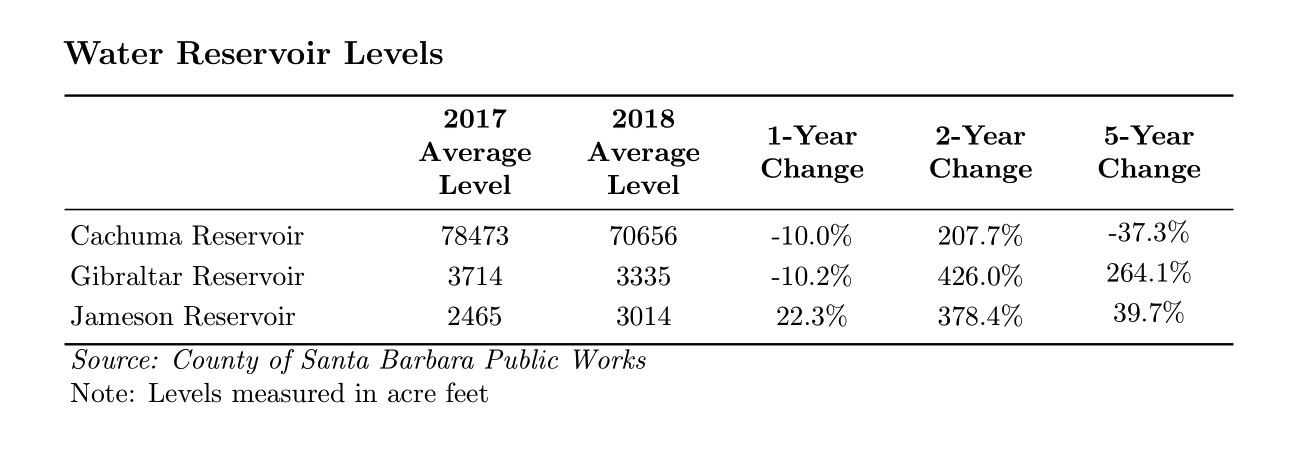 Water Reservoir Levels
2017 Average Level 2018 Average Level 1-Year Change 2-Year Change 5-Year Change
Cachuma Reservoir 78473 70656 -10.0% 207.7% -37.3%
Gibraltar Reservoir 3714 3335 -10.2% 426.0% 264.1%
Jameson Reservoir 2465 3014 22.3% 378.4% 39.7%
Source: County of Santa Barbara Public Works
Note: Levels measured in acre feet